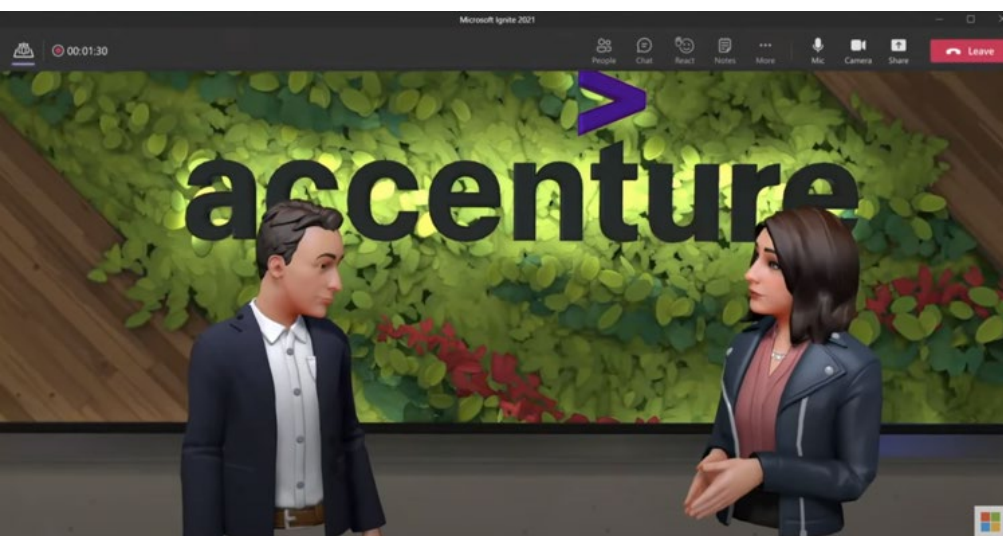 Microsoft Ignite 2021
00:01:30
People Chat React Notes More Mic Camera Share Leave
accenture